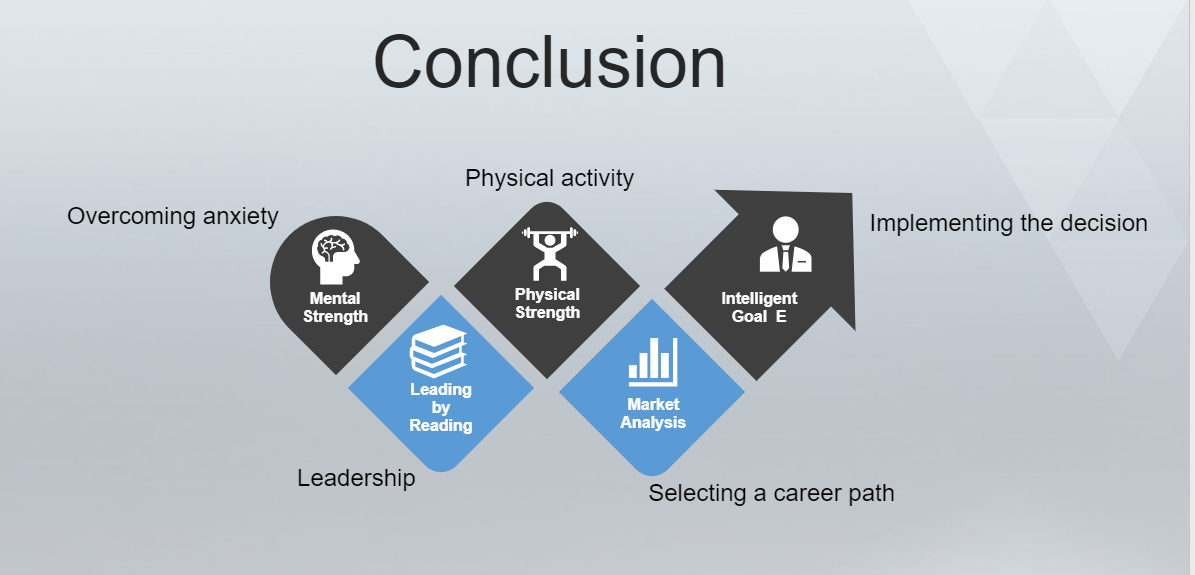 Conclusion
Physical activity
Overcoming anxiety
Implementing the decision
Mental
Strength
Leading
by
Reading
Physical
Strength
Market
Analysis
Intelligent
Goal  E
Leadership
Selecting a career path